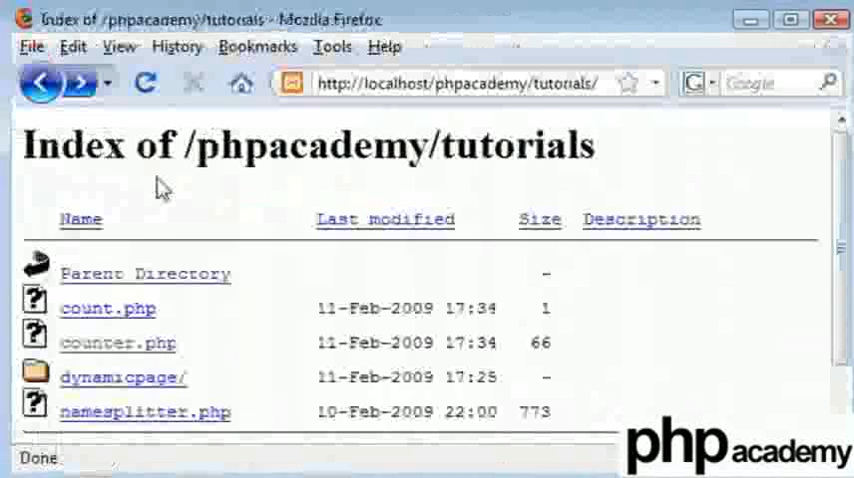 Index of /phpacademy/tutorials - Mozilla Firefox
File Edit View History Bookmarks Tools Help
http://localhost/phpacademy/tutorials/ G Google
Index of /phpacademy/tutorials
Name Last modified Size Description
Parent Directory -
count.php 11-Feb-2009 17:34 1
counter.php 11-Feb-2009 17:34 66
dynamicpage/ 11-Feb-2009 17:25 -
namesplitter.php 10-Feb-2009 22:00 773
Done
php academy